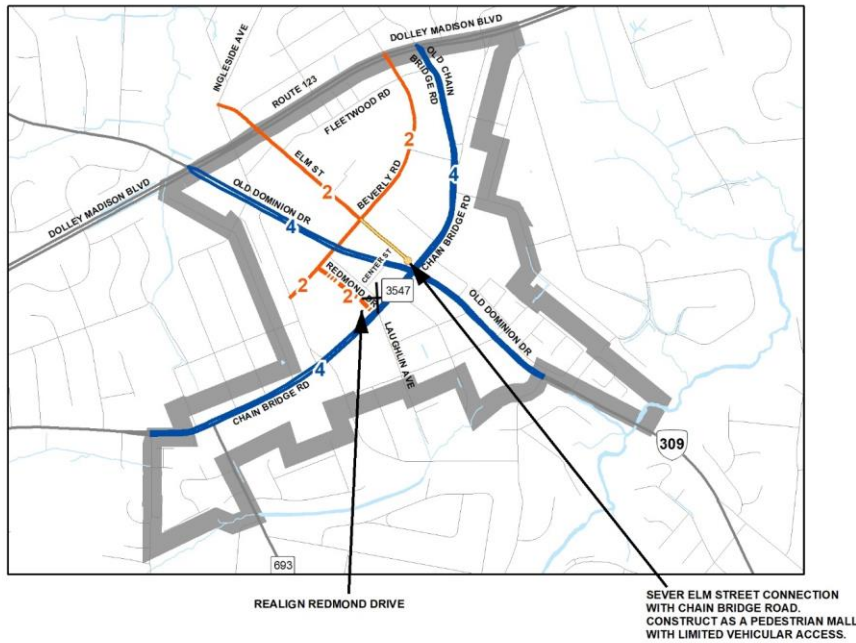 DOLLEY MADISON BLVD
INGLESIDE AVE
OLD CHAIN
BRIDGE RD
ROUTE 123
FLEETWOOD RD
2
ELM ST
BEVERLY RD
2
4
DOLLEY MADISON BLVD
OLD DOMINION DR
4
CENTER ST
CHAIN BRIDGE RD
REDMOND DR
2
2
3547
OLD DOMINION DR
LAUGHLIN AVE
4
CHAIN BRIDGE RD
309
693
REALIGN REDMOND DRIVE
SEVER ELM STREET CONNECTION
WITH CHAIN BRIDGE ROAD.
CONSTRUCT AS A PEDESTRIAN MALL
WITH LIMITED VEHICULAR ACCESS.